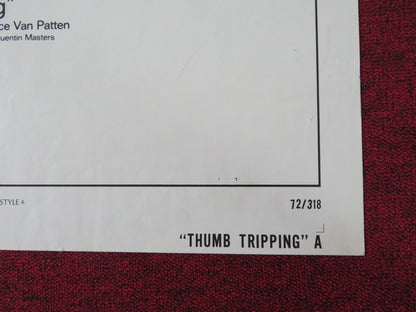 g"
ce Van Patten
uentin Masters
STYLE A
72/318
"THUMB TRIPPING" A